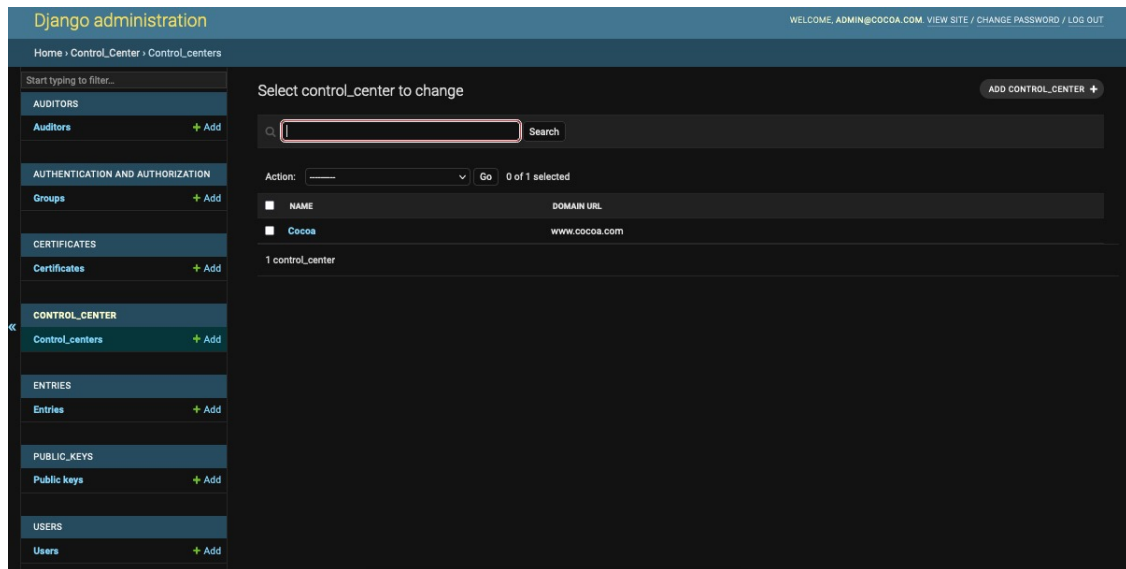 Django administration
WELCOME, ADMIN@COCOA.COM. VIEW SITE / CHANGE PASSWORD / LOG OUT
Home › Control_Center › Control_centers
Start typing to filter...
AUDITORS
Auditors + Add
AUTHENTICATION AND AUTHORIZATION
Groups + Add
CERTIFICATES
Certificates + Add
CONTROL_CENTER
«
Control_centers + Add
ENTRIES
Entries + Add
PUBLIC_KEYS
Public keys + Add
USERS
Users + Add
Select control_center to change
ADD CONTROL_CENTER +
Search
Action: --------- Go 0 of 1 selected
NAME DOMAIN URL
Cocoa www.cocoa.com
1 control_center